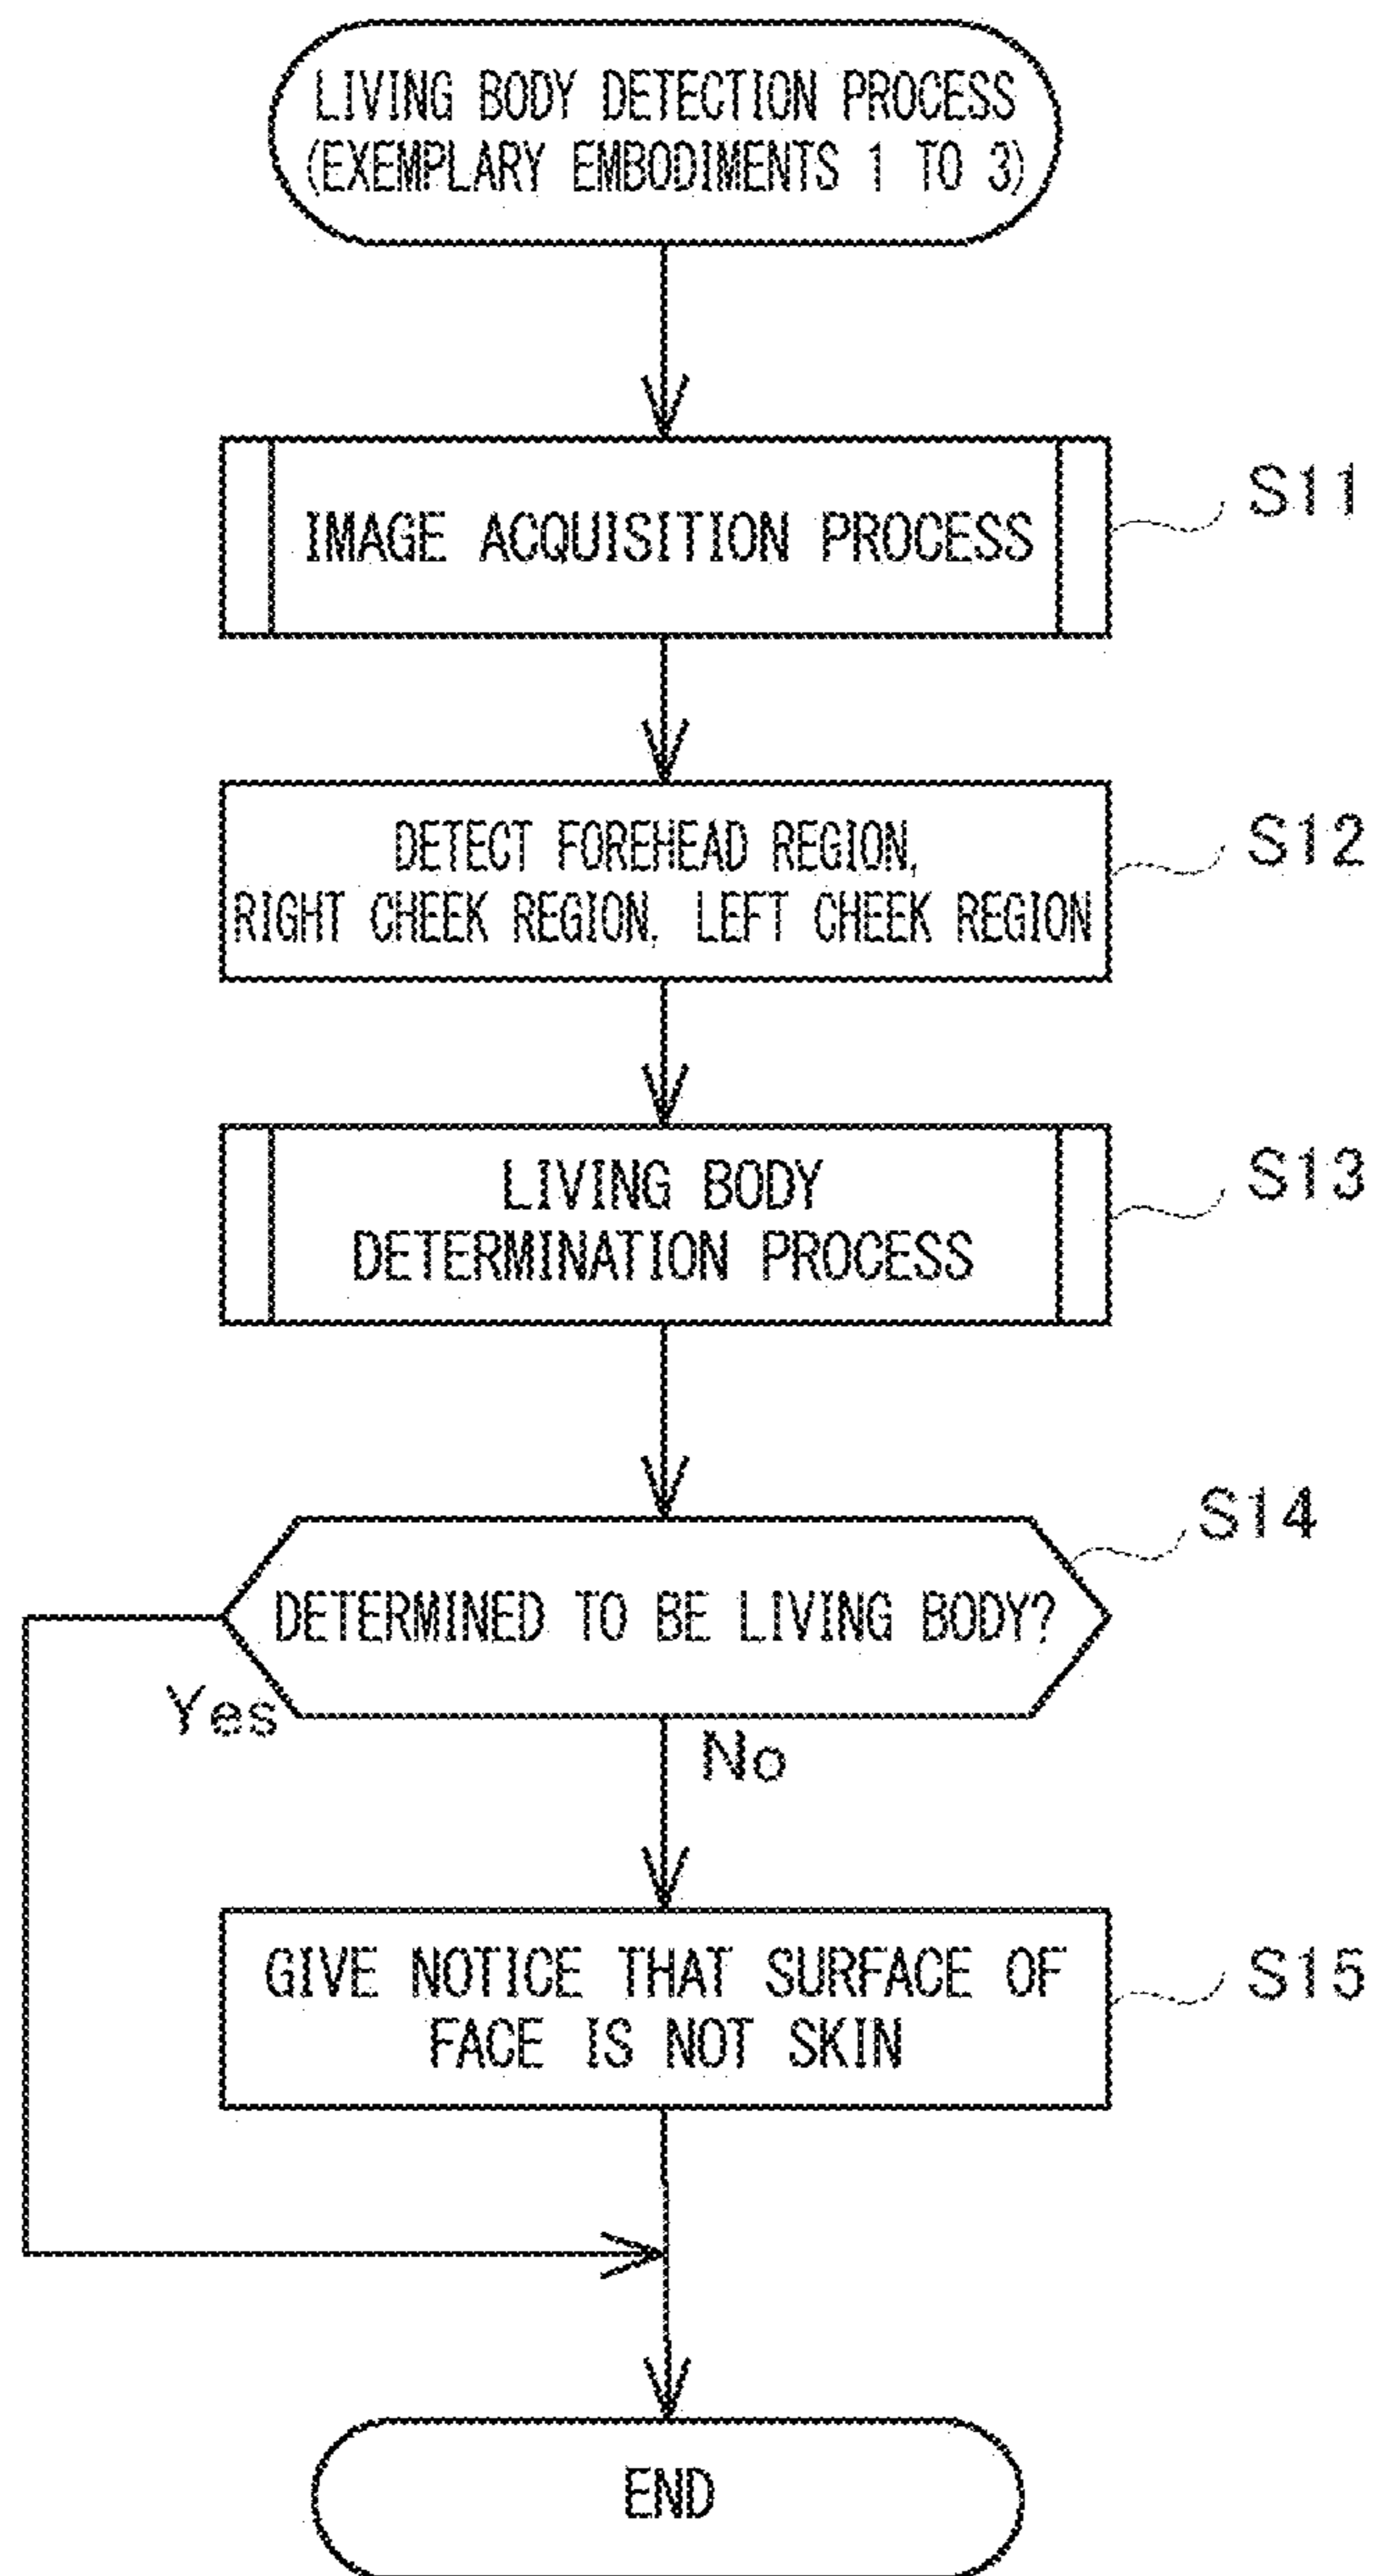 LIVING BODY DETECTION PROCESS
(EXEMPLARY EMBODIMENTS 1 TO 3)
IMAGE ACQUISITION PROCESS
S11
DETECT FOREHEAD REGION,
RIGHT CHEEK REGION, LEFT CHEEK REGION
S12
LIVING BODY
DETERMINATION PROCESS
S13
DETERMINED TO BE LIVING BODY?
S14
Yes
No
GIVE NOTICE THAT SURFACE OF
FACE IS NOT SKIN
S15
END